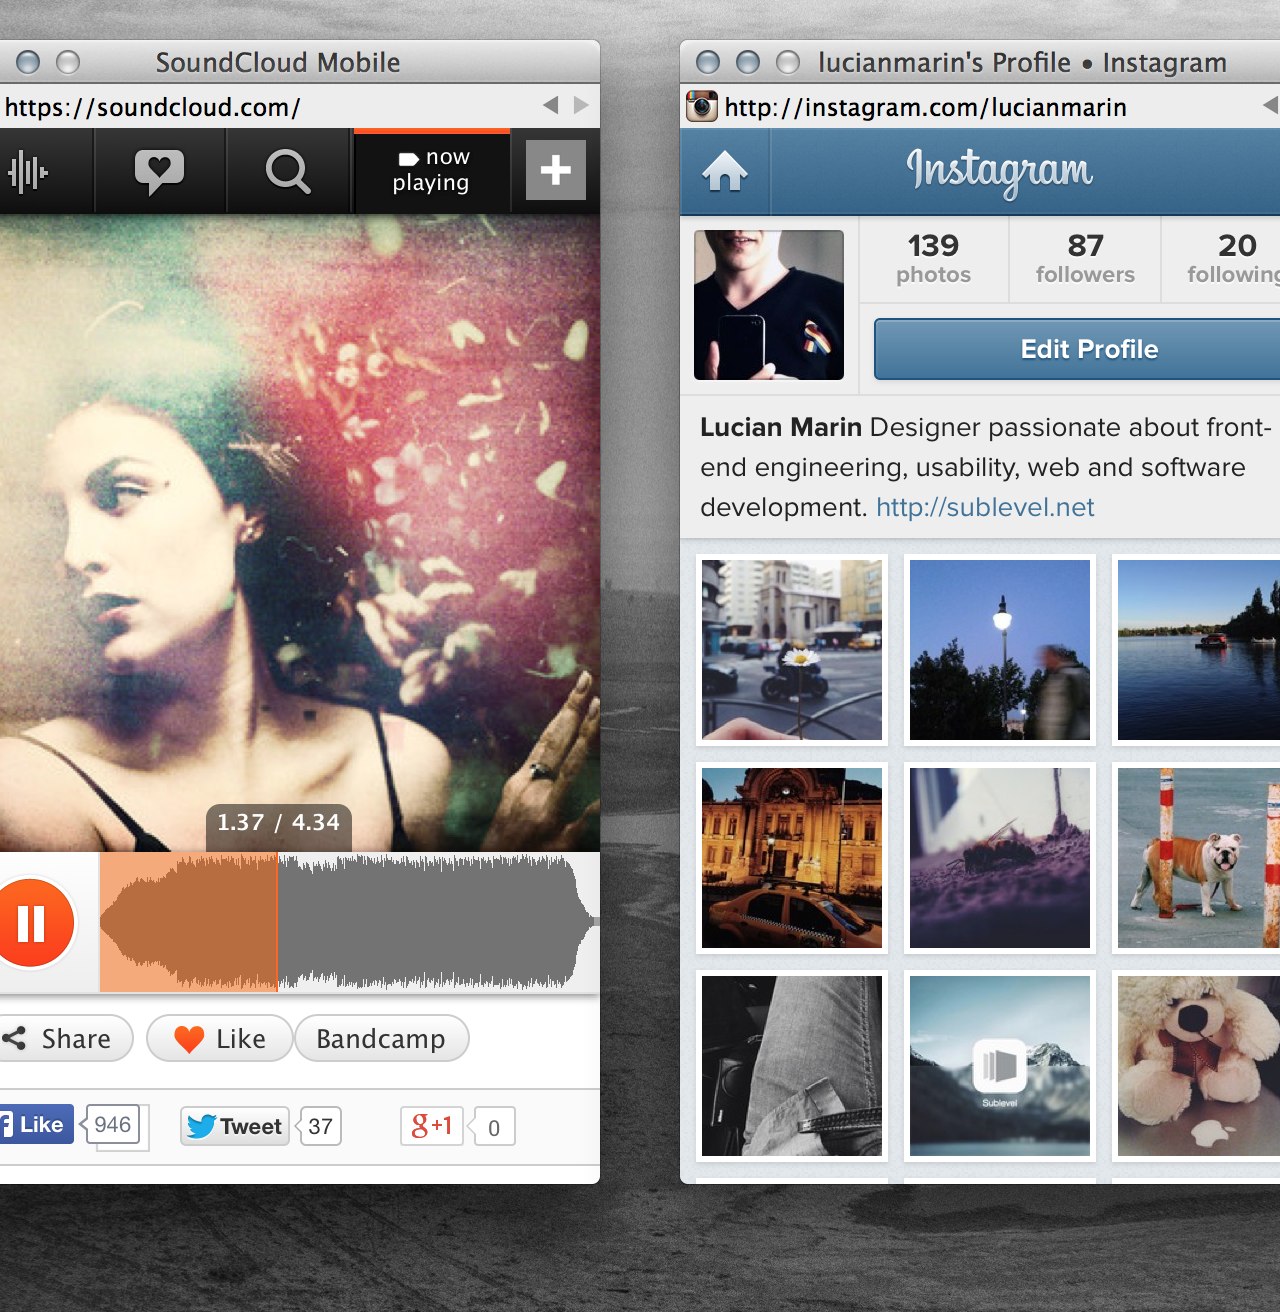 SoundCloud Mobile
https://soundcloud.com/
now
playing
1.37 / 4.34
Share
Like
Bandcamp
Like
946
Tweet
37
g+1
0
lucianmarin's Profile • Instagram
http://instagram.com/lucianmarin
Instagram
139
photos
87
followers
20
following
Edit Profile
Lucian Marin Designer passionate about front-
end engineering, usability, web and software
development. http://sublevel.net
Sublevel